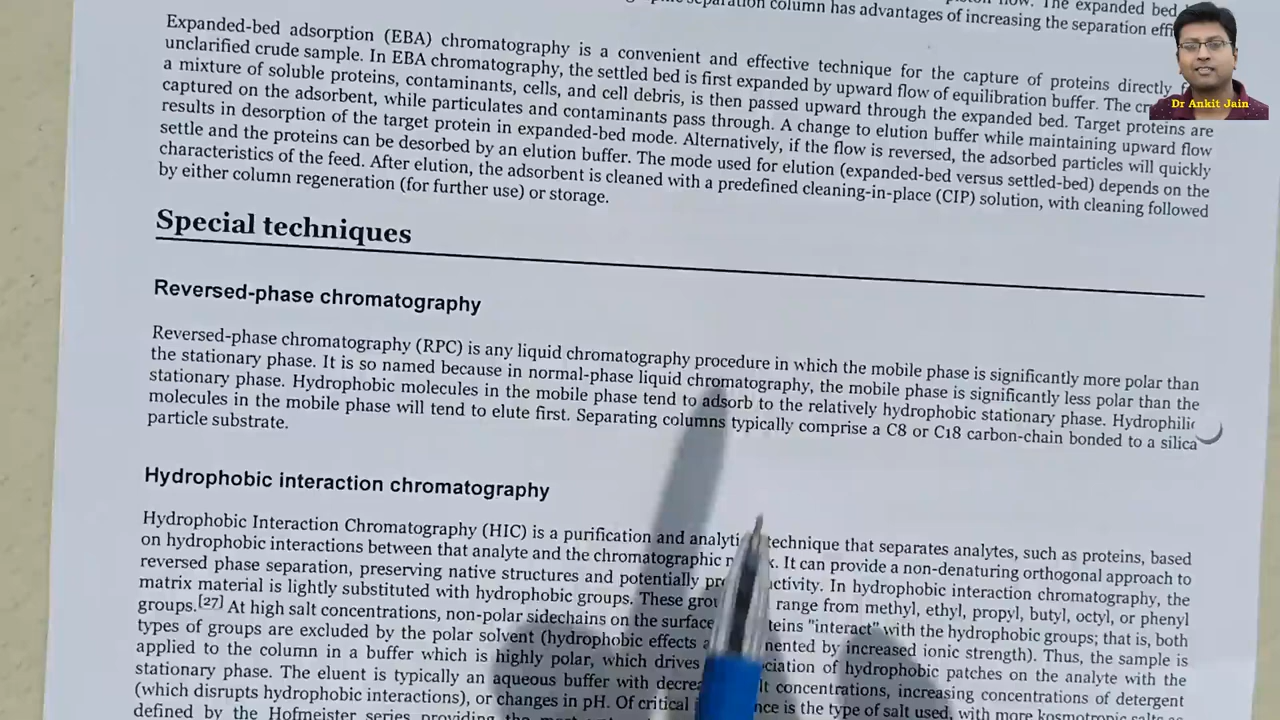 flow. The expanded bed
separation column has advantages of increasing the separation
Expanded-bed adsorption (EBA) chromatography is a convenient and effective technique for the capture of proteins directly
unclarified crude sample. In EBA chromatography, the settled bed is first expanded by upward flow of equilibration buffer. The
a mixture of soluble proteins, contaminants, cells, and cell debris, is then passed upward through the expanded bed. Target proteins are
captured on the adsorbent, while particulates and contaminants pass through. A change to elution buffer while maintaining upward flow
results in desorption of the target protein in expanded-bed mode. Alternatively, if the flow is reversed, the adsorbed particles will quickly
settle and the proteins can be desorbed by an elution buffer. The mode used for elution (expanded-bed versus settled-bed) depends on the
characteristics of the feed. After elution, the adsorbent is cleaned with a predefined cleaning-in-place (CIP) solution, with cleaning followed
by either column regeneration (for further use) or storage.
Dr Ankit Jain
Special techniques
Reversed-phase chromatography
Reversed-phase chromatography (RPC) is any liquid chromatography procedure in which the mobile phase is significantly more polar than
the stationary phase. It is so named because in normal-phase liquid chromatography, the mobile phase is significantly less polar than the
stationary phase. Hydrophobic molecules in the mobile phase tend to adsorb to the relatively hydrophobic stationary phase. Hydrophilic
molecules in the mobile phase will tend to elute first. Separating columns typically comprise a C8 or C18 carbon-chain bonded to a silica
particle substrate.
Hydrophobic interaction chromatography
Hydrophobic Interaction Chromatography (HIC) is a purification and technique that separates analytes, such as proteins, based
on hydrophobic interactions between that analyte and the chromatographic It can provide a non-denaturing orthogonal approach to
reversed phase separation, preserving native structures and potentially In hydrophobic interaction chromatography, the
matrix material is lightly substituted with hydrophobic groups. These range from methyl, ethyl, propyl, butyl, octyl, or phenyl
groups.[27] At high salt concentrations, non-polar sidechains on the surface "interact" with the hydrophobic groups; that is, both
types of groups are excluded by the polar solvent (hydrophobic effects by increased ionic strength). Thus, the sample is
applied to the column in a buffer which is highly polar, which drives of hydrophobic patches on the analyte with the
stationary phase. The eluent is typically an aqueous buffer with concentrations, increasing concentrations of detergent
(which disrupts hydrophobic interactions), or changes in pH. Of critical is the type of salt used, with more kosmotropic salts
defined by the Hofmeister series providing the